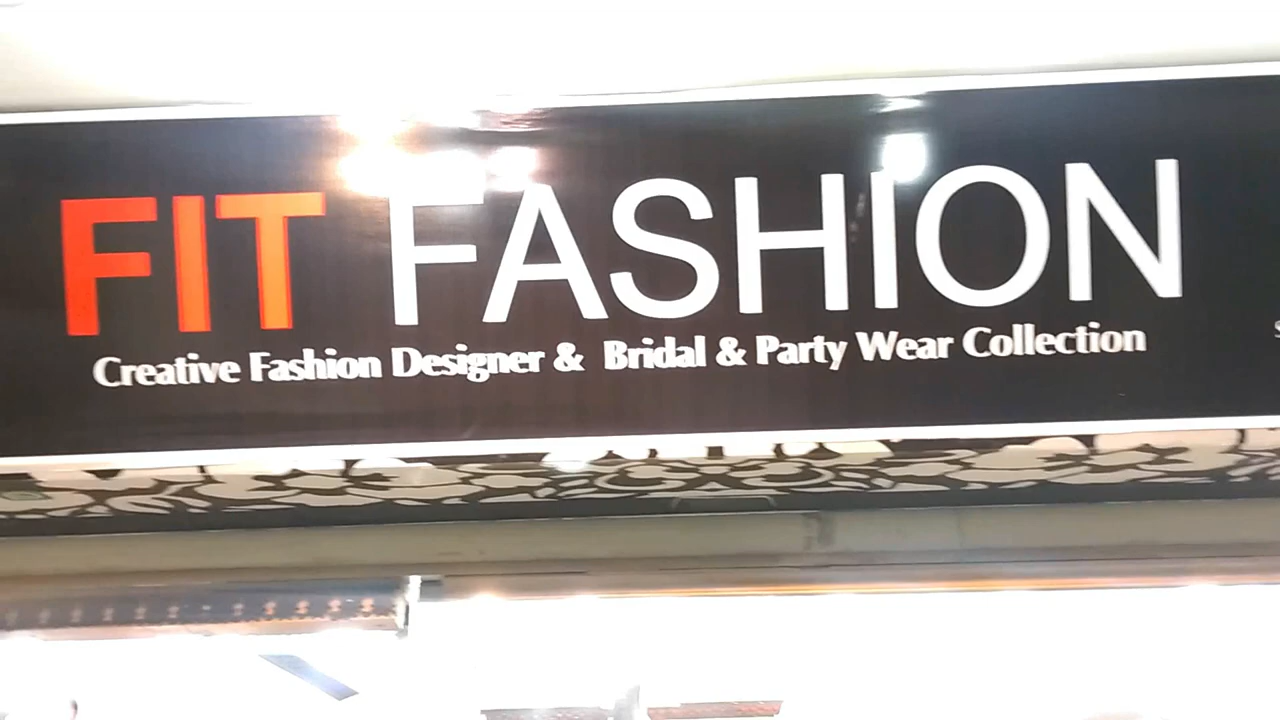 FIT FASHION
Creative Fashion Designer & Bridal & Party Wear Collection